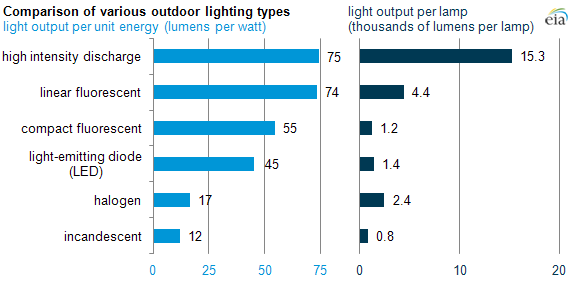 Comparison of various outdoor lighting types
light output per unit energy (lumens per watt)
light output per lamp
(thousands of lumens per lamp)
eia
high intensity discharge 75 15.3
linear fluorescent 74 4.4
compact fluorescent 55 1.2
light-emitting diode
(LED) 45 1.4
halogen 17 2.4
incandescent 12 0.8
0 25 50 75 0 10 20